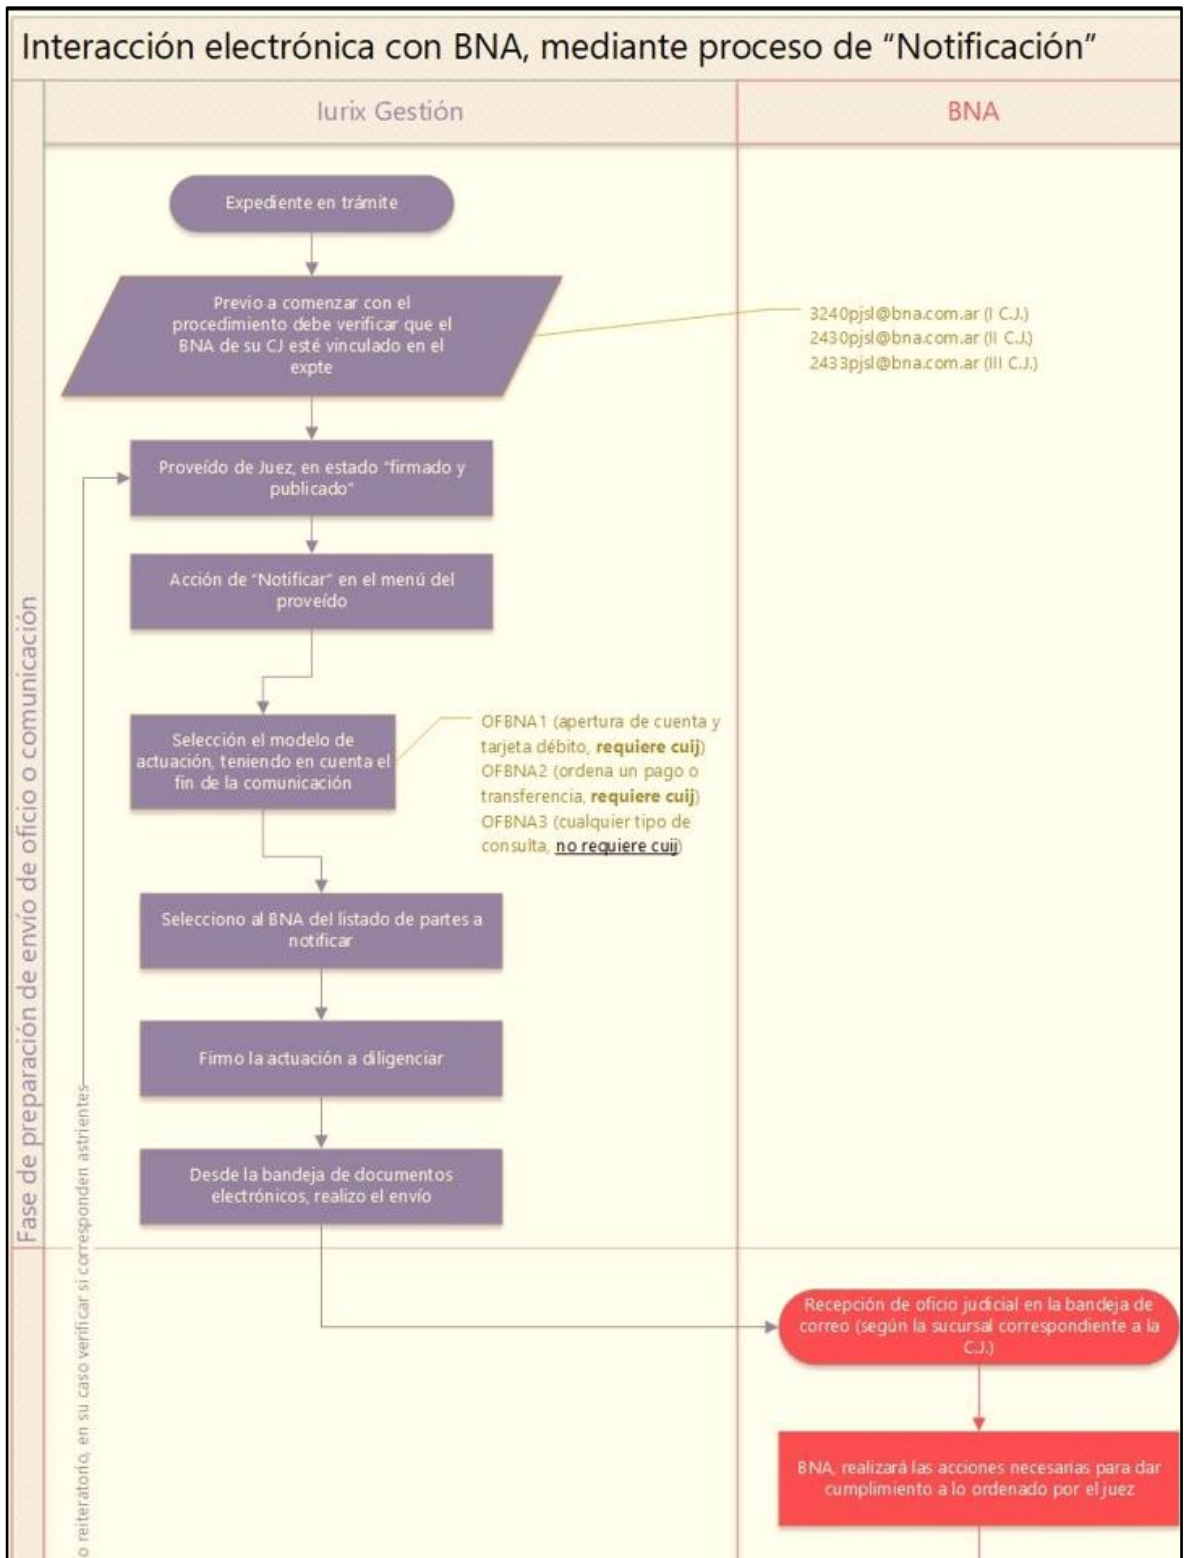 Interacción electrónica con BNA, mediante proceso de “Notificación”
Iurix Gestión
BNA
Fase de preparación de envío de oficio o comunicación
Expediente en trámite
Previo a comenzar con el
procedimiento debe verificar que el
BNA de su CJ esté vinculado en el
expte
3240pjsl@bna.com.ar (I C.J.)
2430pjsl@bna.com.ar (II C.J.)
2433pjsl@bna.com.ar (III C.J.)
Proveído de Juez, en estado “firmado y
publicado”
Acción de “Notificar” en el menú del
proveído
Selección el modelo de
actuación, teniendo en cuenta el
fin de la comunicación
OFBNA1 (apertura de cuenta y
tarjeta débito, requiere cuij)
OFBNA2 (ordena un pago o
transferencia, requiere cuij)
OFBNA3 (cualquier tipo de
consulta, no requiere cuij)
Selecciono al BNA del listado de partes a
notificar
Firmo la actuación a diligenciar
Desde la bandeja de documentos
electrónicos, realizo el envío
o reiteratorio, en su caso verificar si corresponden astrientes
Recepción de oficio judicial en la bandeja de
correo (según la sucursal correspondiente a la
C.J.)
BNA, realizará las acciones necesarias para dar
cumplimiento a lo ordenado por el juez